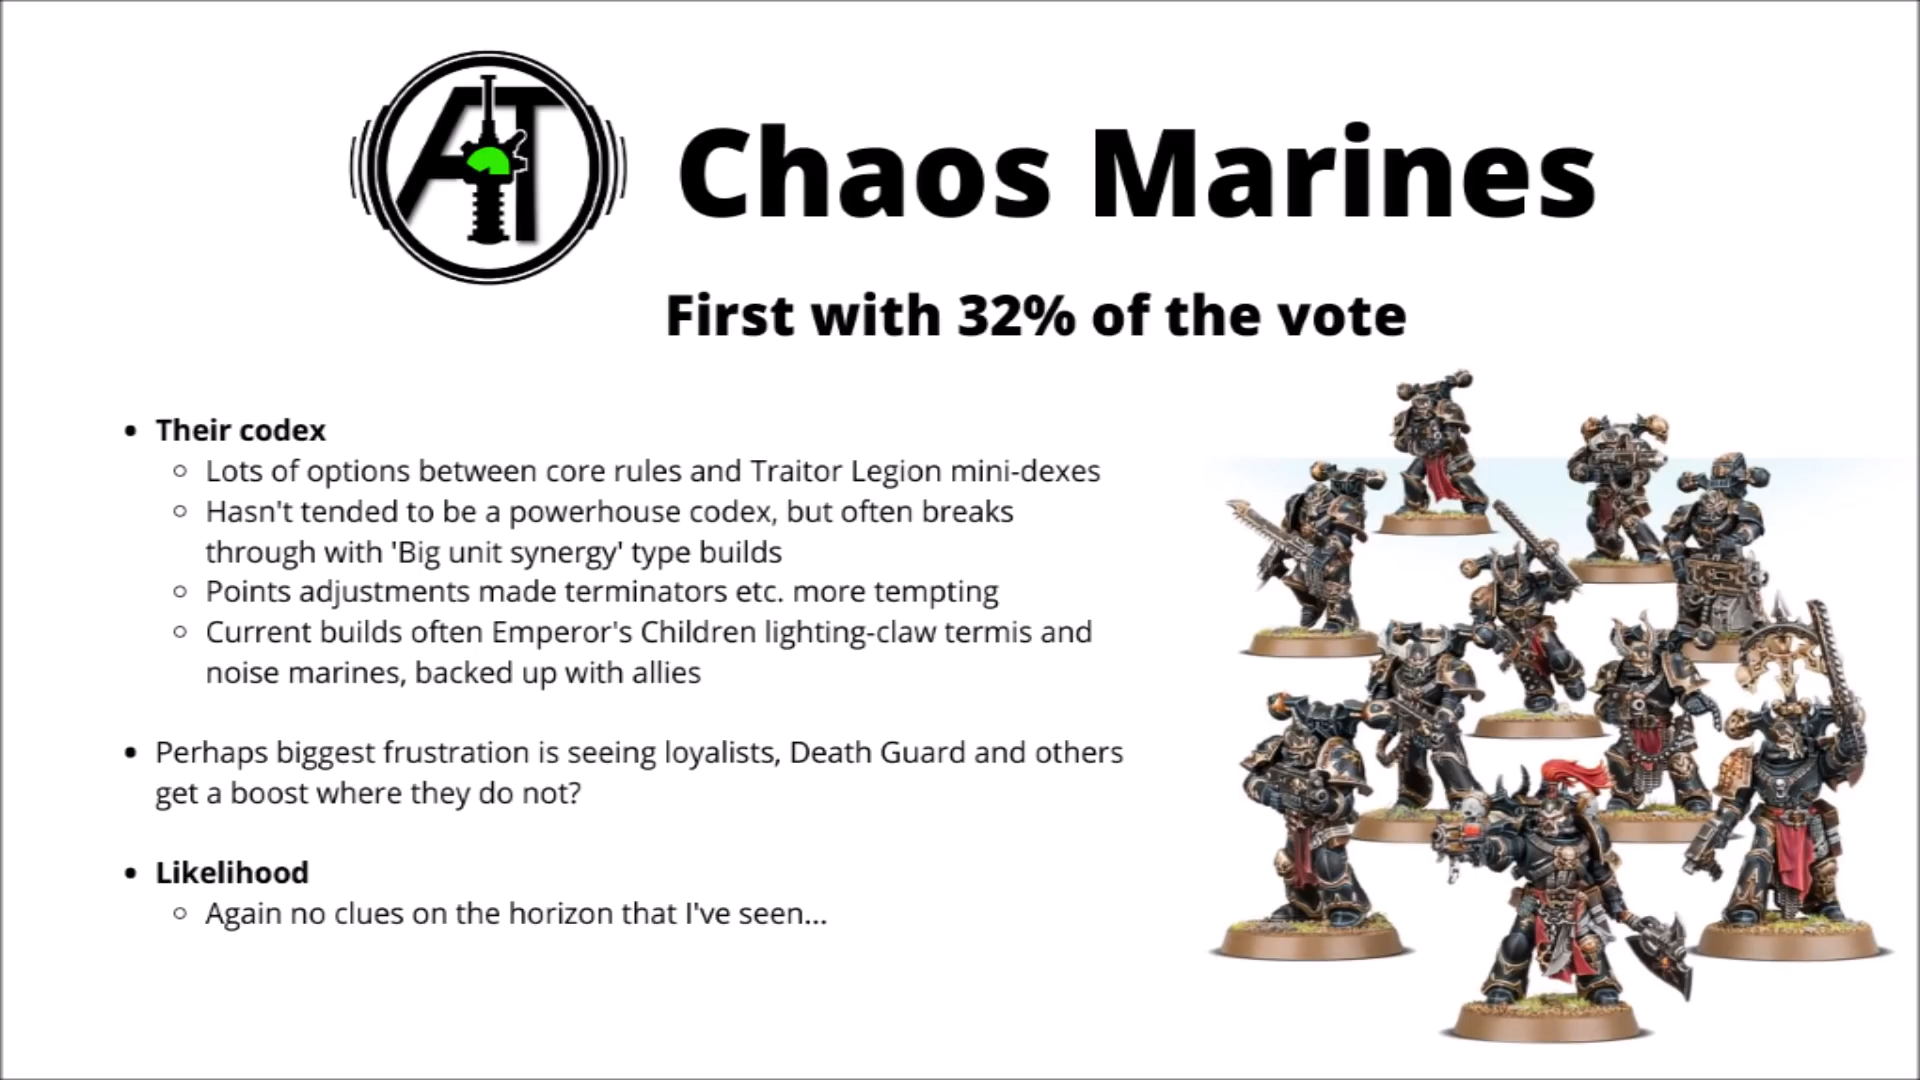 AT
Chaos Marines
First with 32% of the vote
• Their codex
○ Lots of options between core rules and Traitor Legion mini-dexes
○ Hasn't tended to be a powerhouse codex, but often breaks
through with 'Big unit synergy' type builds
○ Points adjustments made terminators etc. more tempting
○ Current builds often Emperor's Children lighting-claw termis and
noise marines, backed up with allies
• Perhaps biggest frustration is seeing loyalists, Death Guard and others
get a boost where they do not?
• Likelihood
○ Again no clues on the horizon that I've seen...